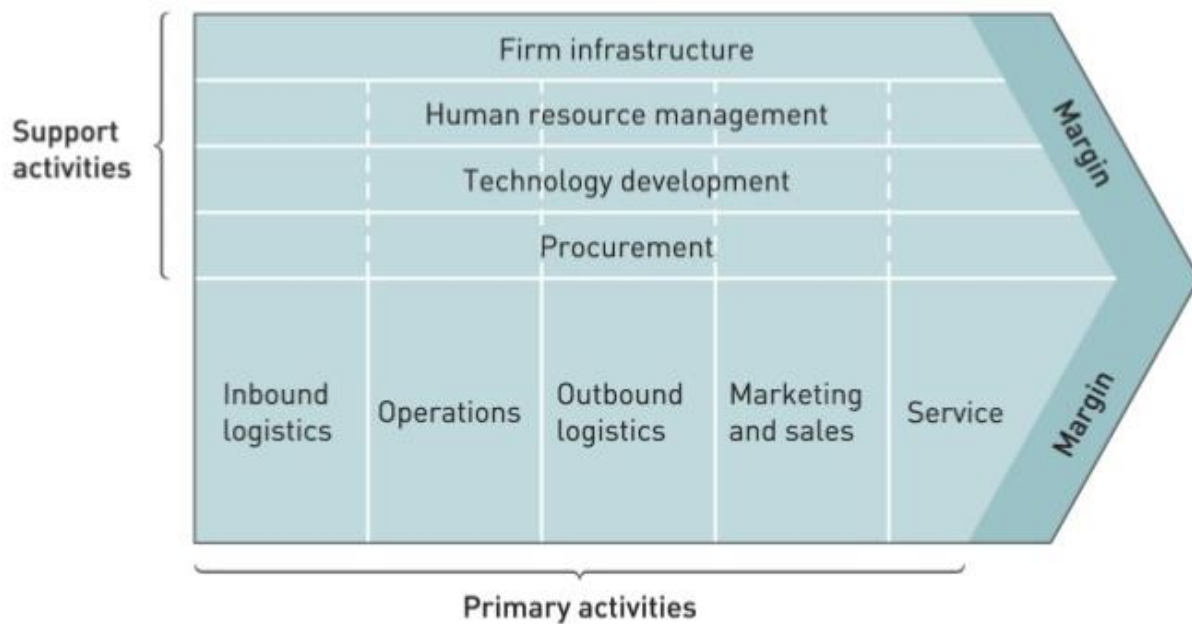 Firm infrastructure
Human resource management
Technology development
Procurement
Support
activities
Margin
Inbound
logistics
Operations
Outbound
logistics
Marketing
and sales
Service
Margin
Primary activities